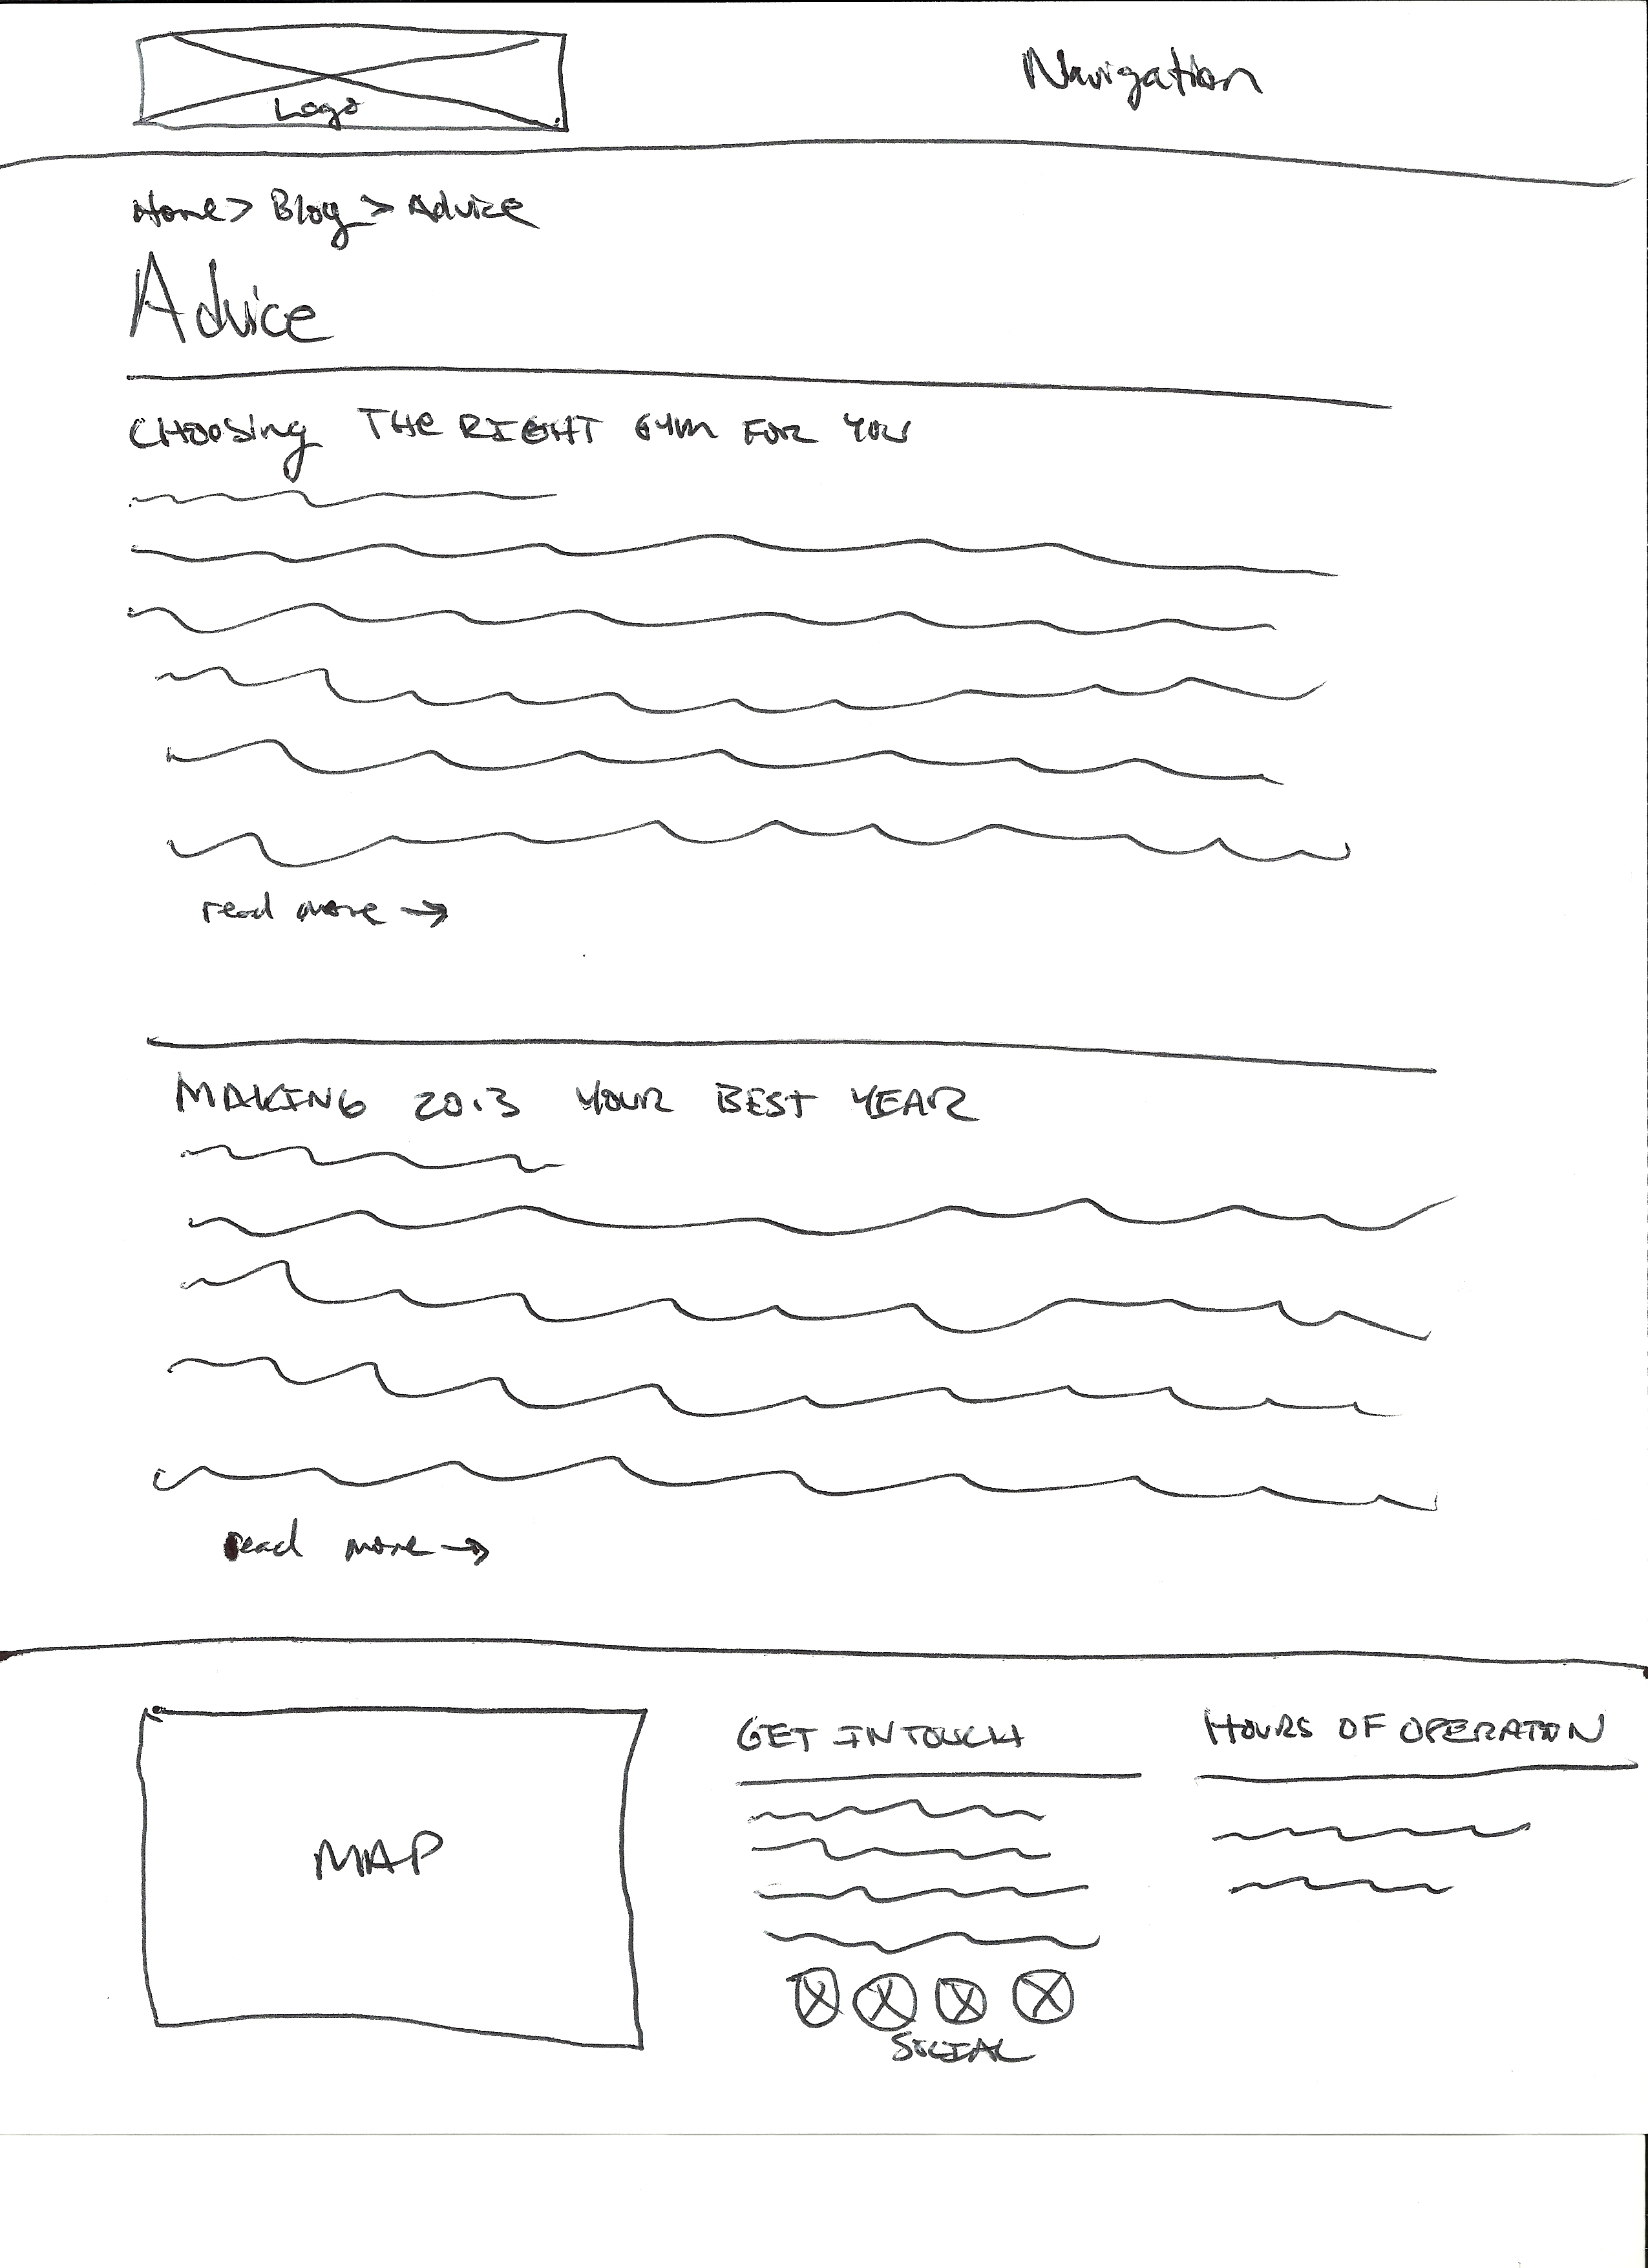 Logo
Navigation
Home > Blog > Advice
Advice
CHOOSING THE RIGHT GYM FOR YOU
read more →
MAKING 2013 YOUR BEST YEAR
read more →
MAP
GET IN TOUCH
HOURS OF OPERATION
SOCIAL